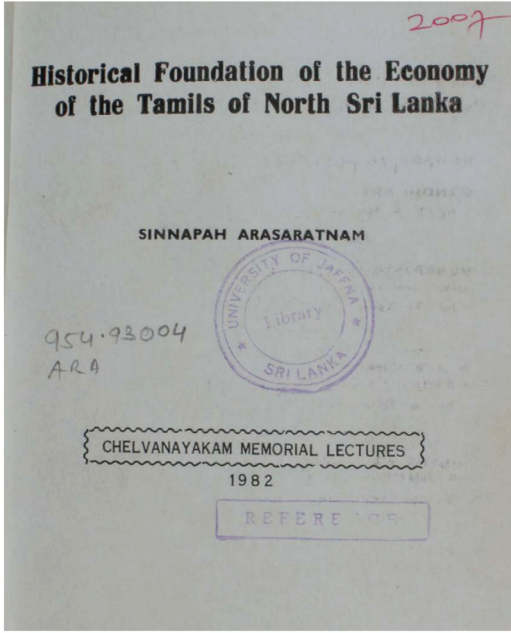 2007
Historical Foundation of the Economy
of the Tamils of North Sri Lanka
SINNAPAH ARASARATNAM
UNIVERSITY OF JAFFNA
Library
* SRI LANKA *
954.93004
ARA
CHELVANAYAKAM MEMORIAL LECTURES
1982